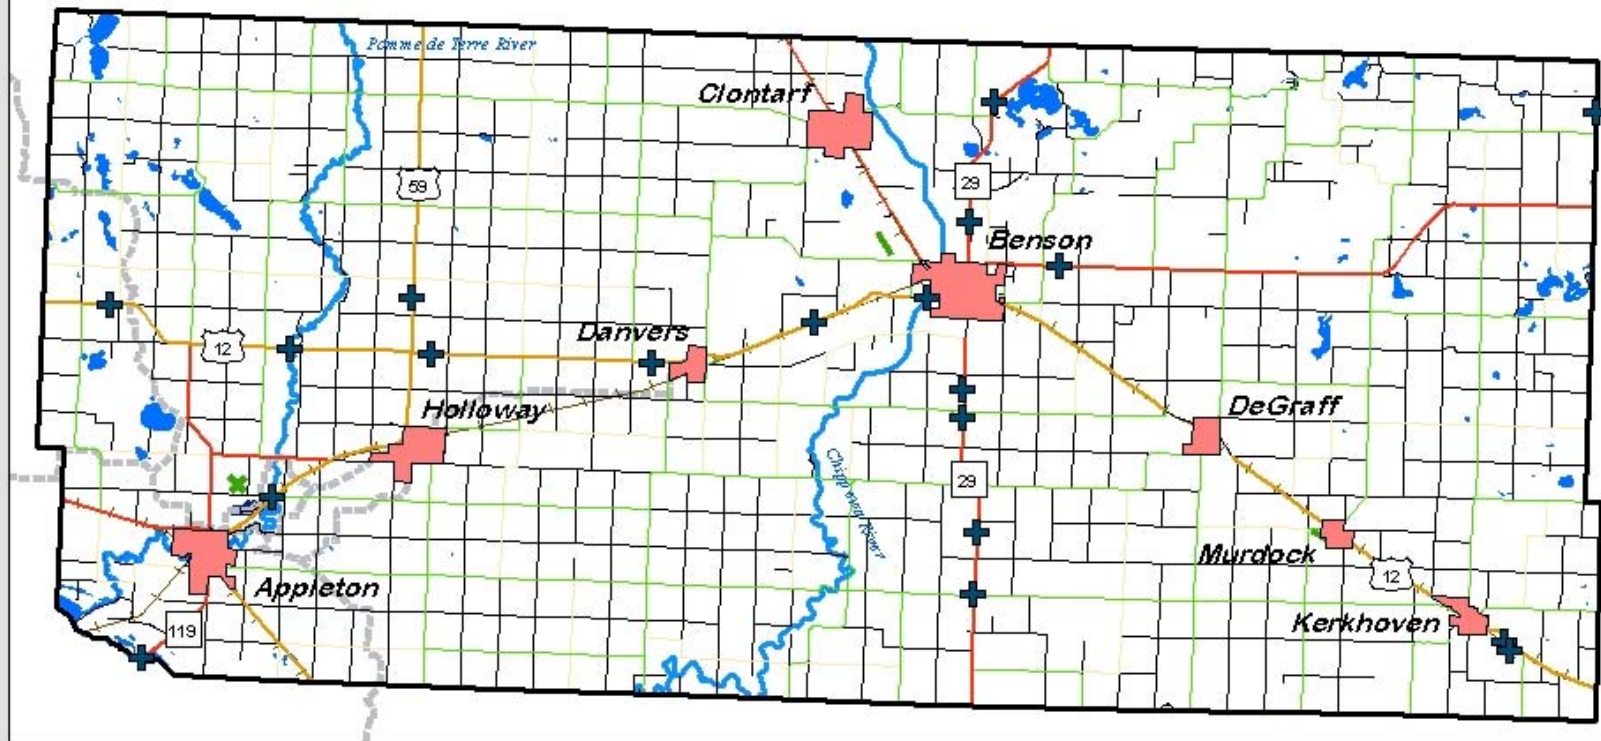 Pomme de Terre River
Clontarf
59
29
Benson
Danvers
12
Holloway
DeGraff
Chippewa River
29
Murdock
12
Appleton
Kerkhoven
119